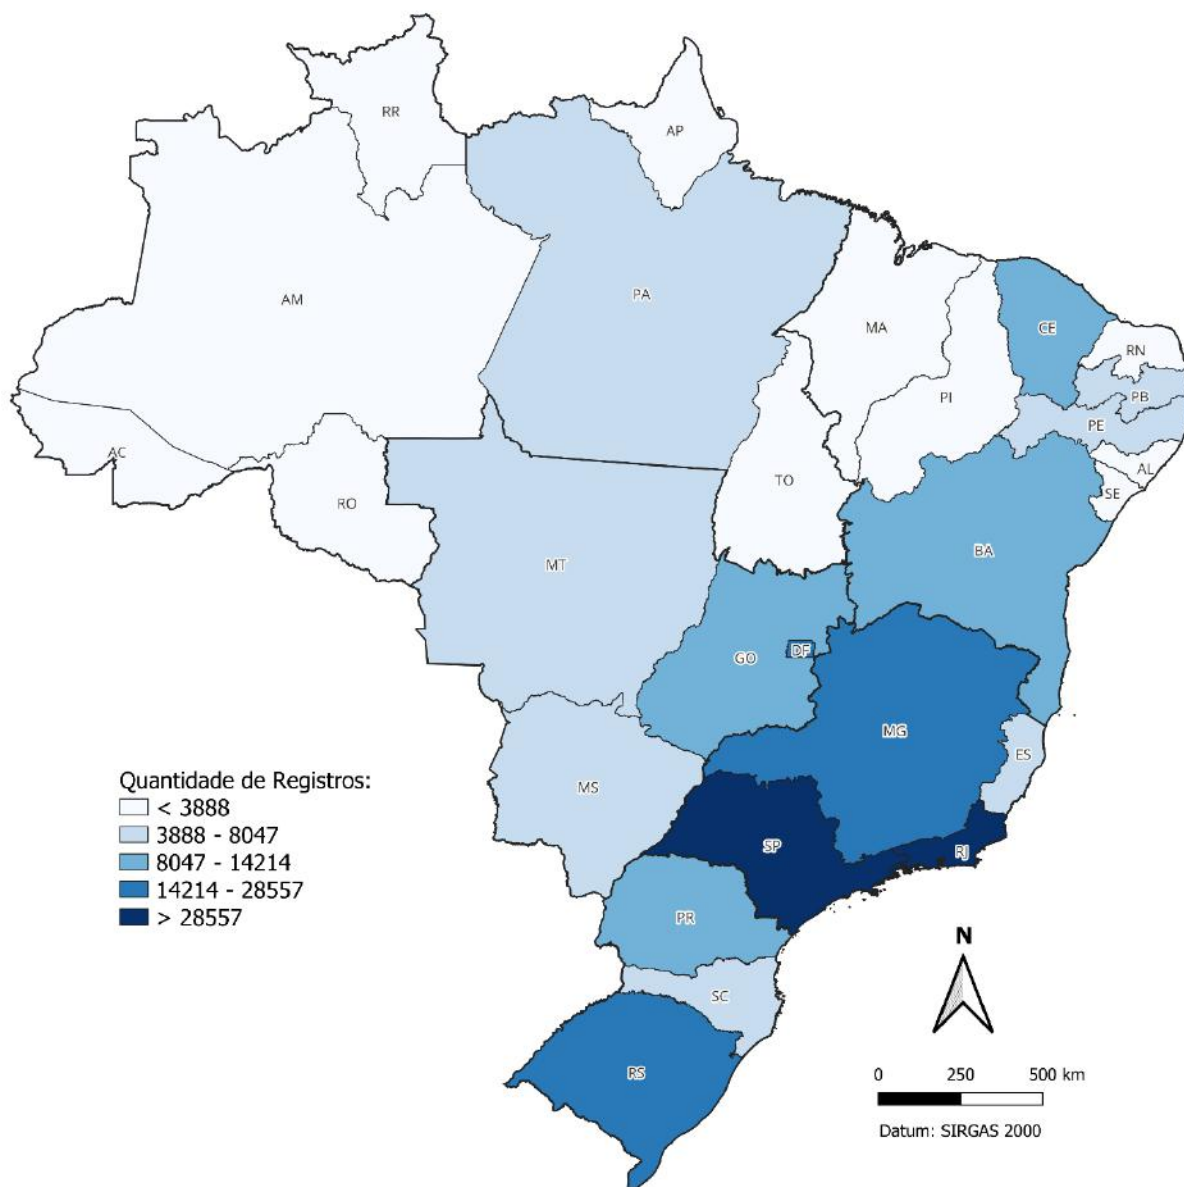 RR
AP
AM
PA
MA
CE
RN
PI
PB
PE
AC
AL
TO
SE
RO
BA
MT
GO
DF
MG
ES
MS
SP
RJ
PR
SC
RS
Quantidade de Registros:
< 3888
3888 - 8047
8047 - 14214
14214 - 28557
> 28557
N
0 250 500 km
Datum: SIRGAS 2000